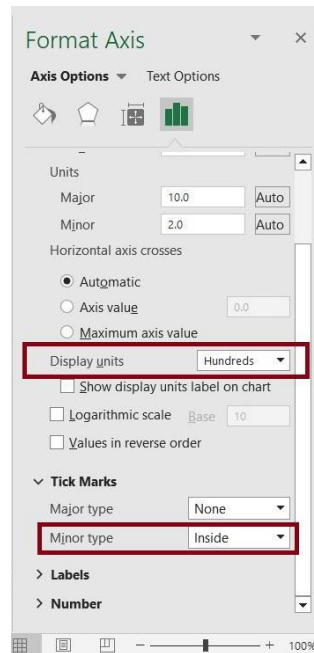 Format Axis
Axis Options Text Options
Units
Major 10.0 Auto
Minor 2.0 Auto
Horizontal axis crosses
Automatic
Axis value 0.0
Maximum axis value
Display units Hundreds
Show display units label on chart
Logarithmic scale Base 10
Values in reverse order
Tick Marks
Major type None
Minor type Inside
Labels
Number
100%